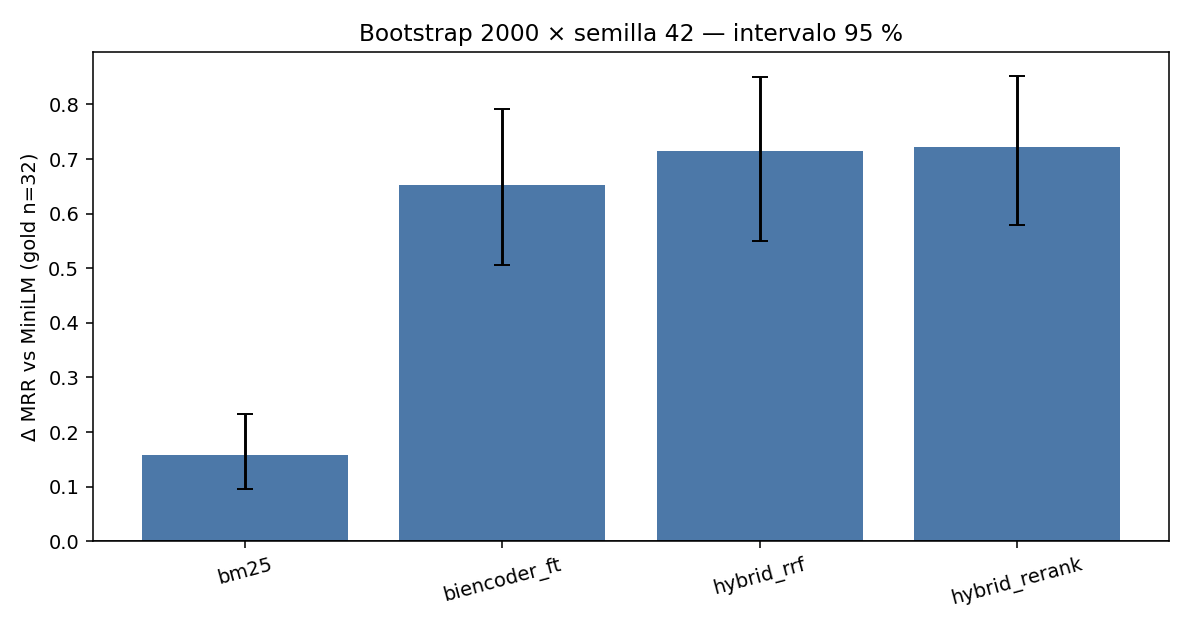 Bootstrap 2000 × semilla 42 — intervalo 95 %
Δ MRR vs MiniLM (gold n=32)
0.8
0.7
0.6
0.5
0.4
0.3
0.2
0.1
0.0
bm25
biencoder_ft
hybrid_rrf
hybrid_rerank